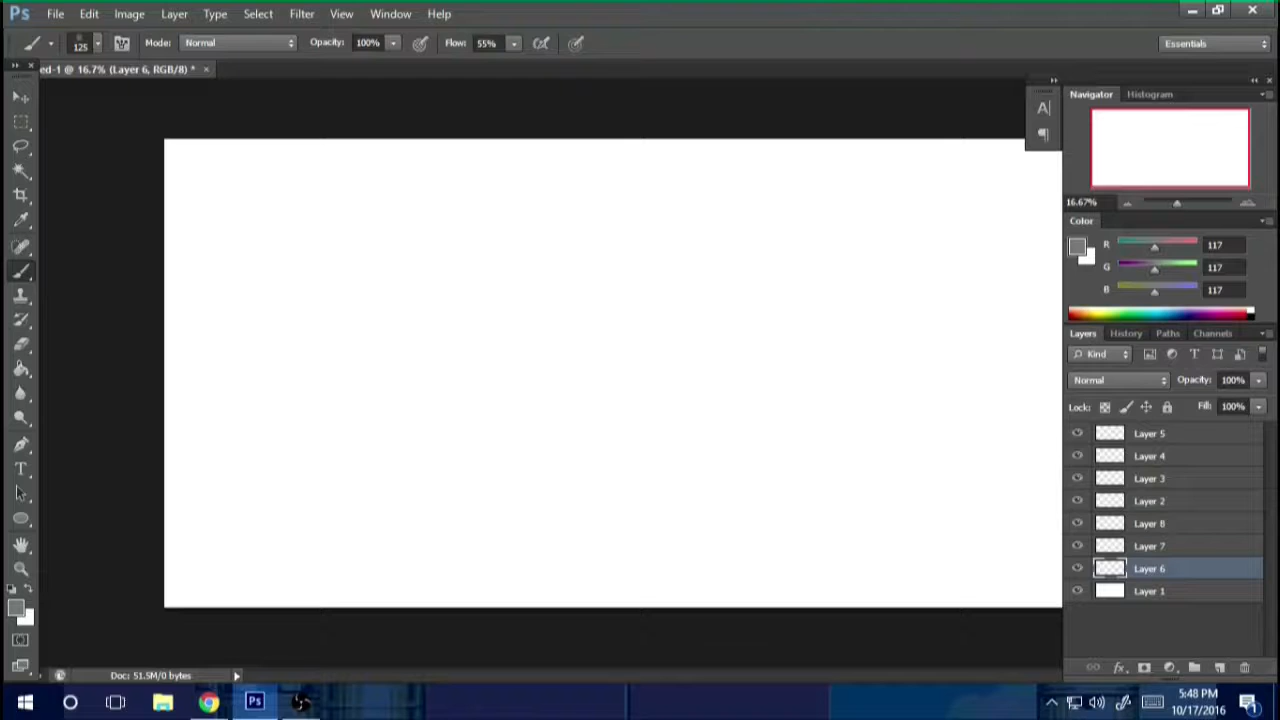 Ps File Edit Image Layer Type Select Filter View Window Help
125 Mode: Normal Opacity: 100% Flow: 55% Essentials
ed-1 @ 16.7% (Layer 6, RGB/8) * ×
Navigator Histogram
A|
16.67%
Color
R 117
G 117
B 117
Layers History Paths Channels
Kind
Normal Opacity: 100%
Lock: Fill: 100%
Layer 5
Layer 4
Layer 3
Layer 2
Layer 8
Layer 7
Layer 6
Layer 1
fx
Doc: 51.5M/0 bytes
Ps
5:48 PM
10/17/2016
1